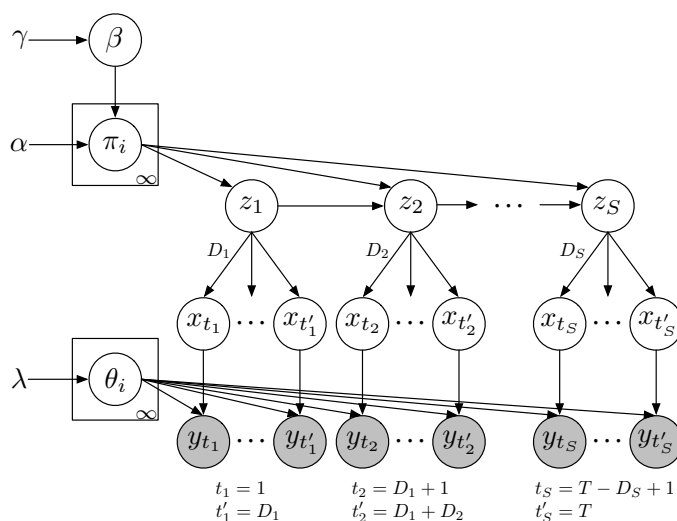 γ β
α π_i
∞
z_1 z_2 ··· z_S
D_1 D_2 D_S
x_{t_1} ··· x_{t'_1} x_{t_2} ··· x_{t'_2} x_{t_S} ··· x_{t'_S}
λ θ_i
∞
y_{t_1} ··· y_{t'_1} y_{t_2} ··· y_{t'_2} y_{t_S} ··· y_{t'_S}
t_1 = 1 t_2 = D_1 + 1 t_S = T − D_S + 1
t'_1 = D_1 t'_2 = D_1 + D_2 t'_S = T